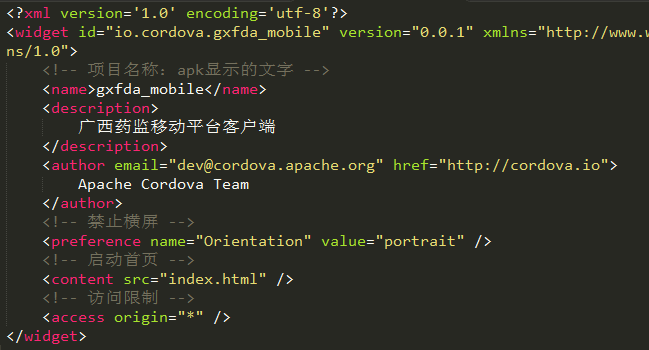 <?xml version='1.0' encoding='utf-8'?>
<widget id="io.cordova.gxfda_mobile" version="0.0.1" xmlns="http://www.w
ns/1.0">
<!-- 项目名称：apk显示的文字 -->
<name>gxfda_mobile</name>
<description>
广西药监移动平台客户端
</description>
<author email="dev@cordova.apache.org" href="http://cordova.io">
Apache Cordova Team
</author>
<!-- 禁止横屏 -->
<preference name="Orientation" value="portrait" />
<!-- 启动首页 -->
<content src="index.html" />
<!-- 访问限制 -->
<access origin="*" />
</widget>